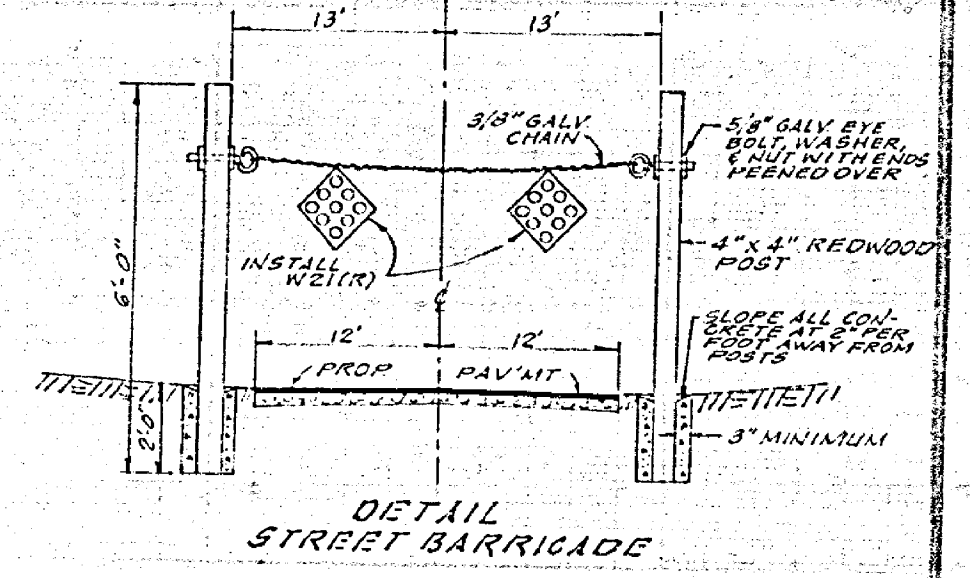 13'
13'
3/8" GALV.
CHAIN
5/8" GALV. EYE
BOLT, WASHER,
& NUT WITH ENDS
PEENED OVER
4" x 4" REDWOOD
POST
INSTALL
W21(R)
6'-0"
℄
SLOPE ALL CON-
CRETE AT 2" PER
FOOT AWAY FROM
POSTS
12'
12'
PROP.
PAV'MT
2'-0"
3" MINIMUM
DETAIL
STREET BARRICADE